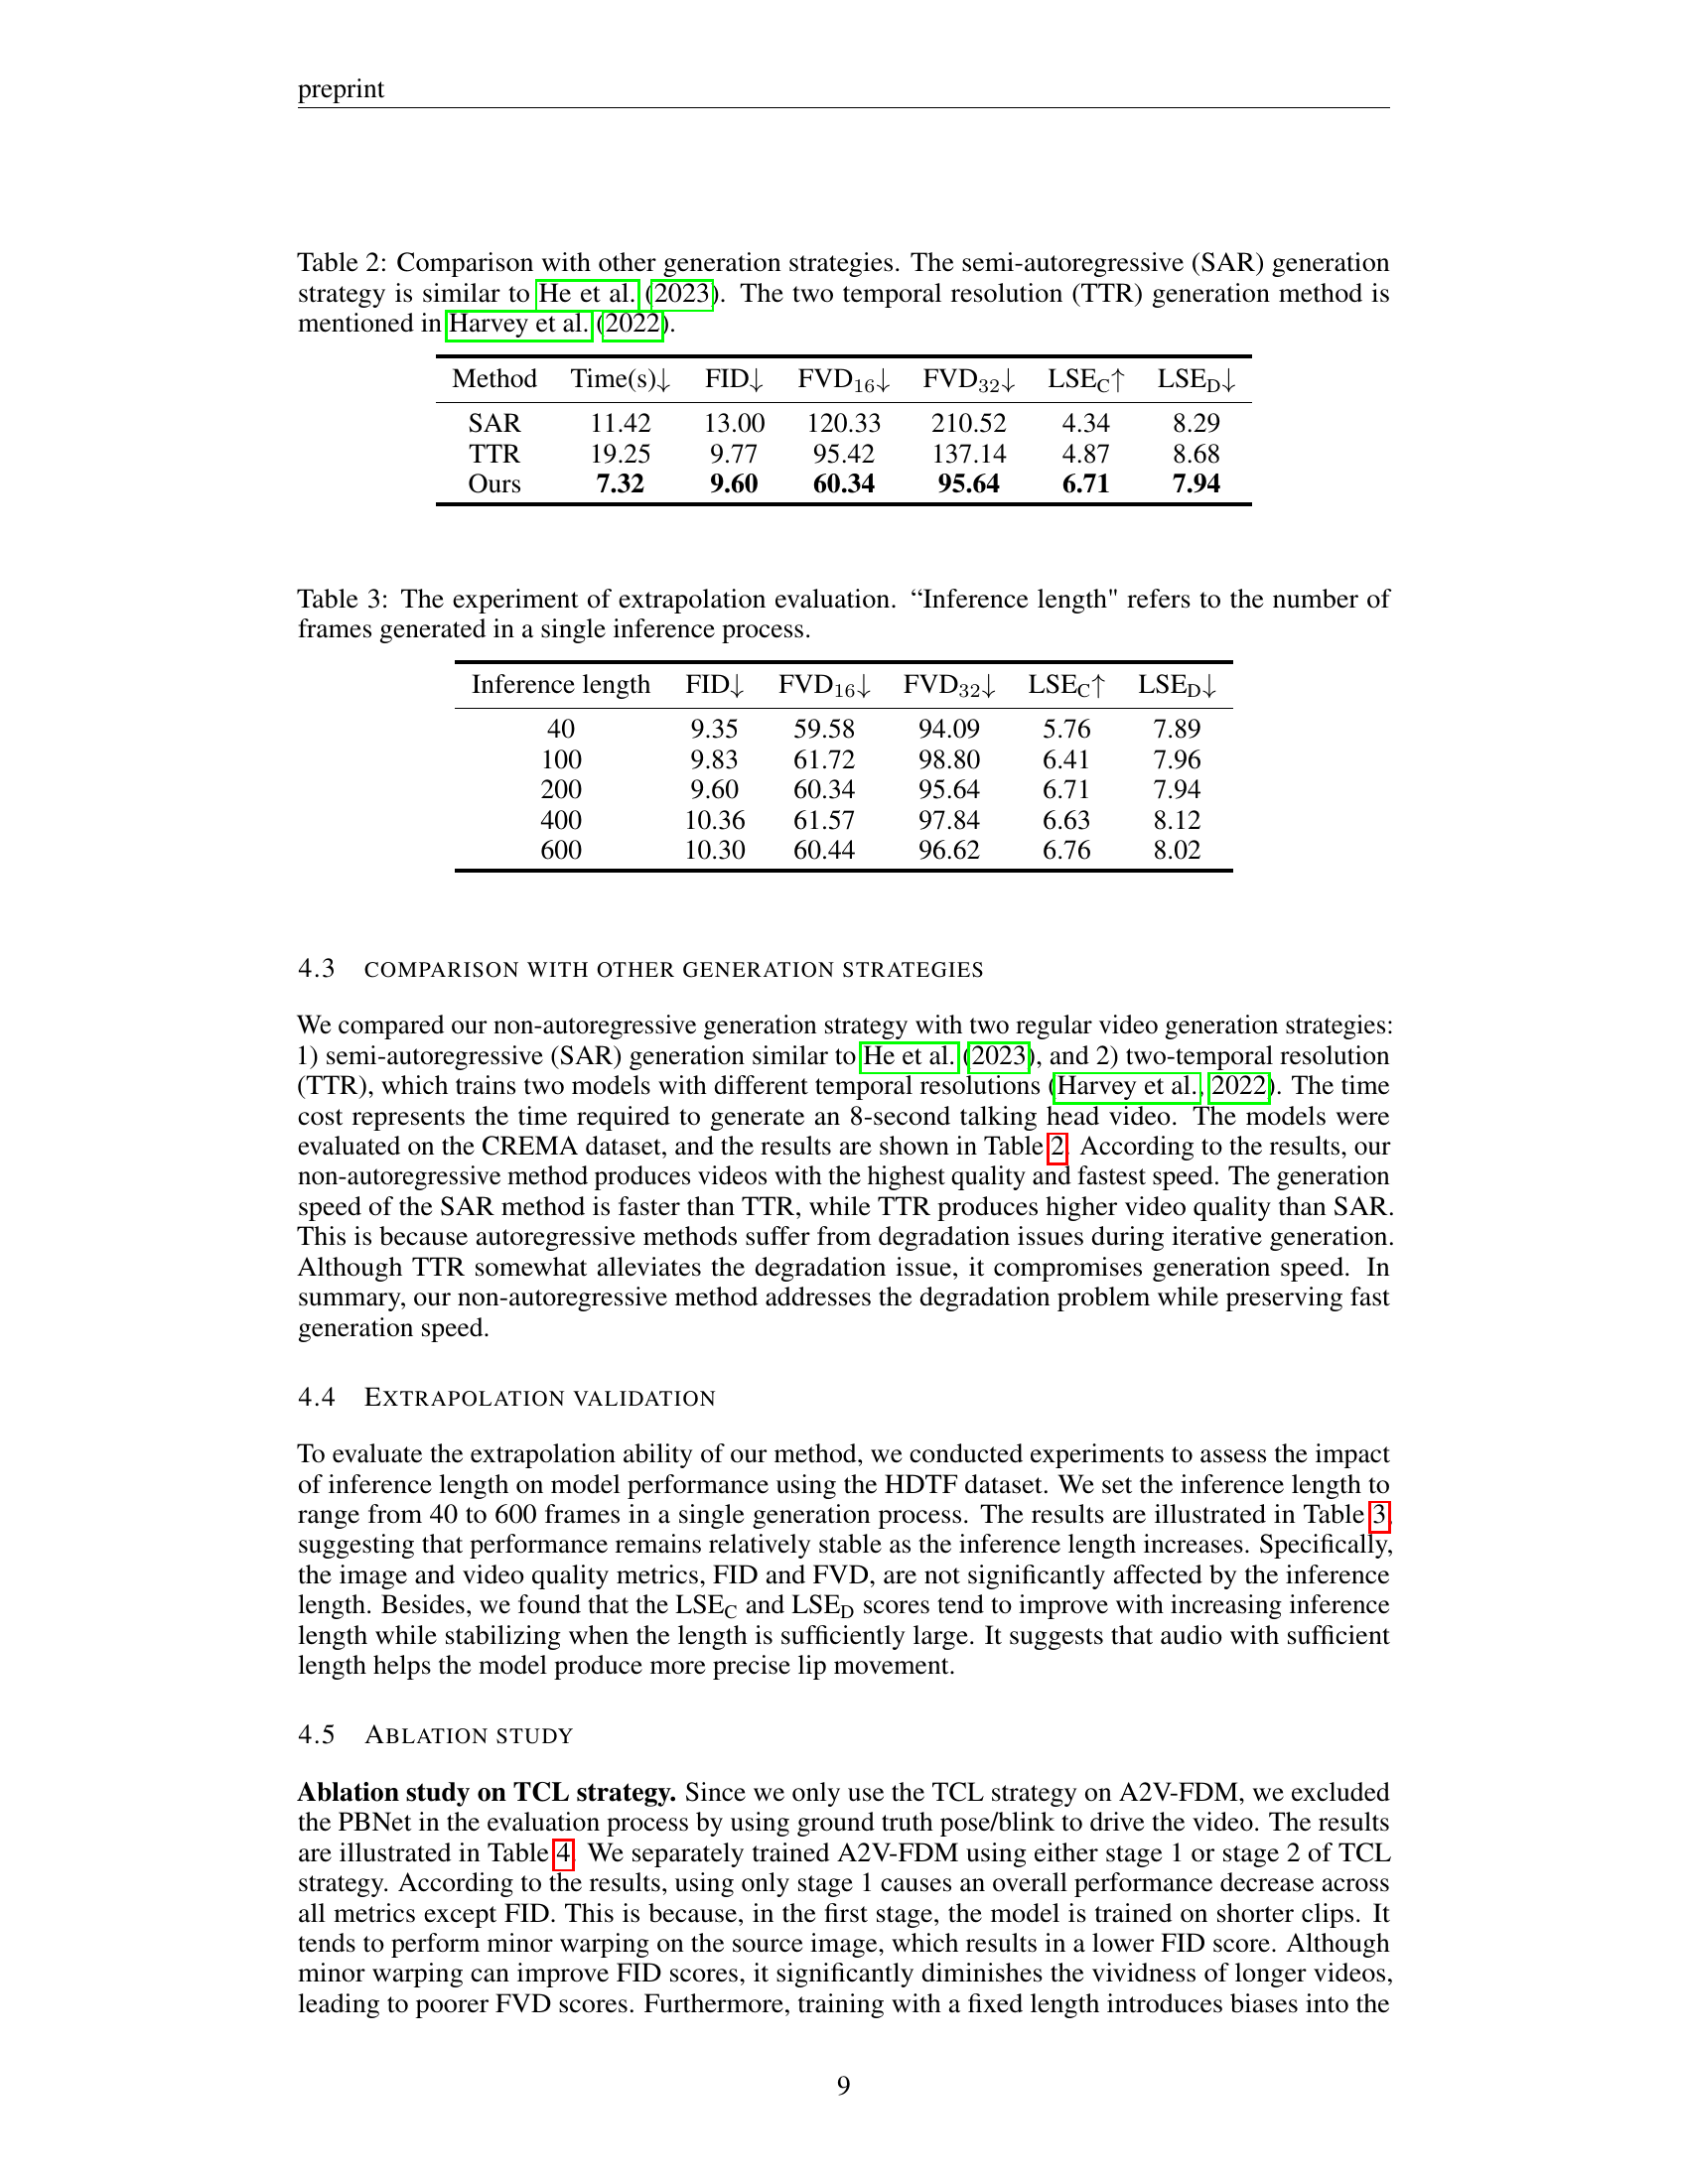 preprint
Table 2: Comparison with other generation strategies. The semi-autoregressive (SAR) generation
strategy is similar to He et al. (2023). The two temporal resolution (TTR) generation method is
mentioned in Harvey et al. (2022).
Method Time(s)↓ FID↓ FVD16↓ FVD32↓ LSEC↑ LSED↓
SAR 11.42 13.00 120.33 210.52 4.34 8.29
TTR 19.25 9.77 95.42 137.14 4.87 8.68
Ours 7.32 9.60 60.34 95.64 6.71 7.94
Table 3: The experiment of extrapolation evaluation. “Inference length" refers to the number of
frames generated in a single inference process.
Inference length FID↓ FVD16↓ FVD32↓ LSEC↑ LSED↓
40 9.35 59.58 94.09 5.76 7.89
100 9.83 61.72 98.80 6.41 7.96
200 9.60 60.34 95.64 6.71 7.94
400 10.36 61.57 97.84 6.63 8.12
600 10.30 60.44 96.62 6.76 8.02
4.3 COMPARISON WITH OTHER GENERATION STRATEGIES
We compared our non-autoregressive generation strategy with two regular video generation strategies:
1) semi-autoregressive (SAR) generation similar to He et al. (2023), and 2) two-temporal resolution
(TTR), which trains two models with different temporal resolutions (Harvey et al., 2022). The time
cost represents the time required to generate an 8-second talking head video. The models were
evaluated on the CREMA dataset, and the results are shown in Table 2. According to the results, our
non-autoregressive method produces videos with the highest quality and fastest speed. The generation
speed of the SAR method is faster than TTR, while TTR produces higher video quality than SAR.
This is because autoregressive methods suffer from degradation issues during iterative generation.
Although TTR somewhat alleviates the degradation issue, it compromises generation speed. In
summary, our non-autoregressive method addresses the degradation problem while preserving fast
generation speed.
4.4 EXTRAPOLATION VALIDATION
To evaluate the extrapolation ability of our method, we conducted experiments to assess the impact
of inference length on model performance using the HDTF dataset. We set the inference length to
range from 40 to 600 frames in a single generation process. The results are illustrated in Table 3,
suggesting that performance remains relatively stable as the inference length increases. Specifically,
the image and video quality metrics, FID and FVD, are not significantly affected by the inference
length. Besides, we found that the LSEC and LSED scores tend to improve with increasing inference
length while stabilizing when the length is sufficiently large. It suggests that audio with sufficient
length helps the model produce more precise lip movement.
4.5 ABLATION STUDY
Ablation study on TCL strategy. Since we only use the TCL strategy on A2V-FDM, we excluded
the PBNet in the evaluation process by using ground truth pose/blink to drive the video. The results
are illustrated in Table 4. We separately trained A2V-FDM using either stage 1 or stage 2 of TCL
strategy. According to the results, using only stage 1 causes an overall performance decrease across
all metrics except FID. This is because, in the first stage, the model is trained on shorter clips. It
tends to perform minor warping on the source image, which results in a lower FID score. Although
minor warping can improve FID scores, it significantly diminishes the vividness of longer videos,
leading to poorer FVD scores. Furthermore, training with a fixed length introduces biases into the
9